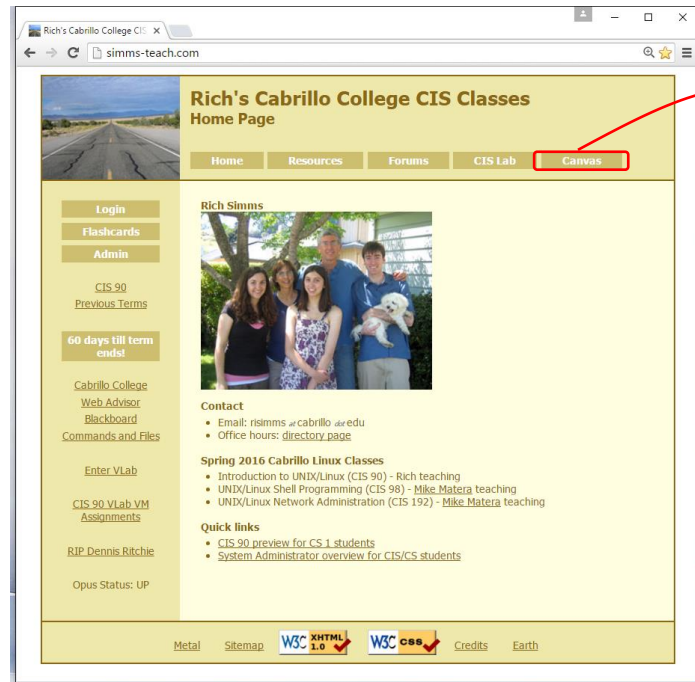 Rich's Cabrillo College CIS
simms-teach.com
Rich's Cabrillo College CIS Classes
Home Page
Home Resources Forums CIS Lab Canvas
Login
Flashcards
Admin
CIS 90
Previous Terms
60 days till term
ends!
Cabrillo College
Web Advisor
Blackboard
Commands and Files
Enter VLab
CIS 90 VLab VM
Assignments
RIP Dennis Ritchie
Opus Status: UP
Rich Simms
Contact
• Email: risimms at cabrillo dot edu
• Office hours: directory page
Spring 2016 Cabrillo Linux Classes
• Introduction to UNIX/Linux (CIS 90) - Rich teaching
• UNIX/Linux Shell Programming (CIS 98) - Mike Matera teaching
• UNIX/Linux Network Administration (CIS 192) - Mike Matera teaching
Quick links
• CIS 90 preview for CS 1 students
• System Administrator overview for CIS/CS students
Metal Sitemap W3C XHTML 1.0 W3C css Credits Earth